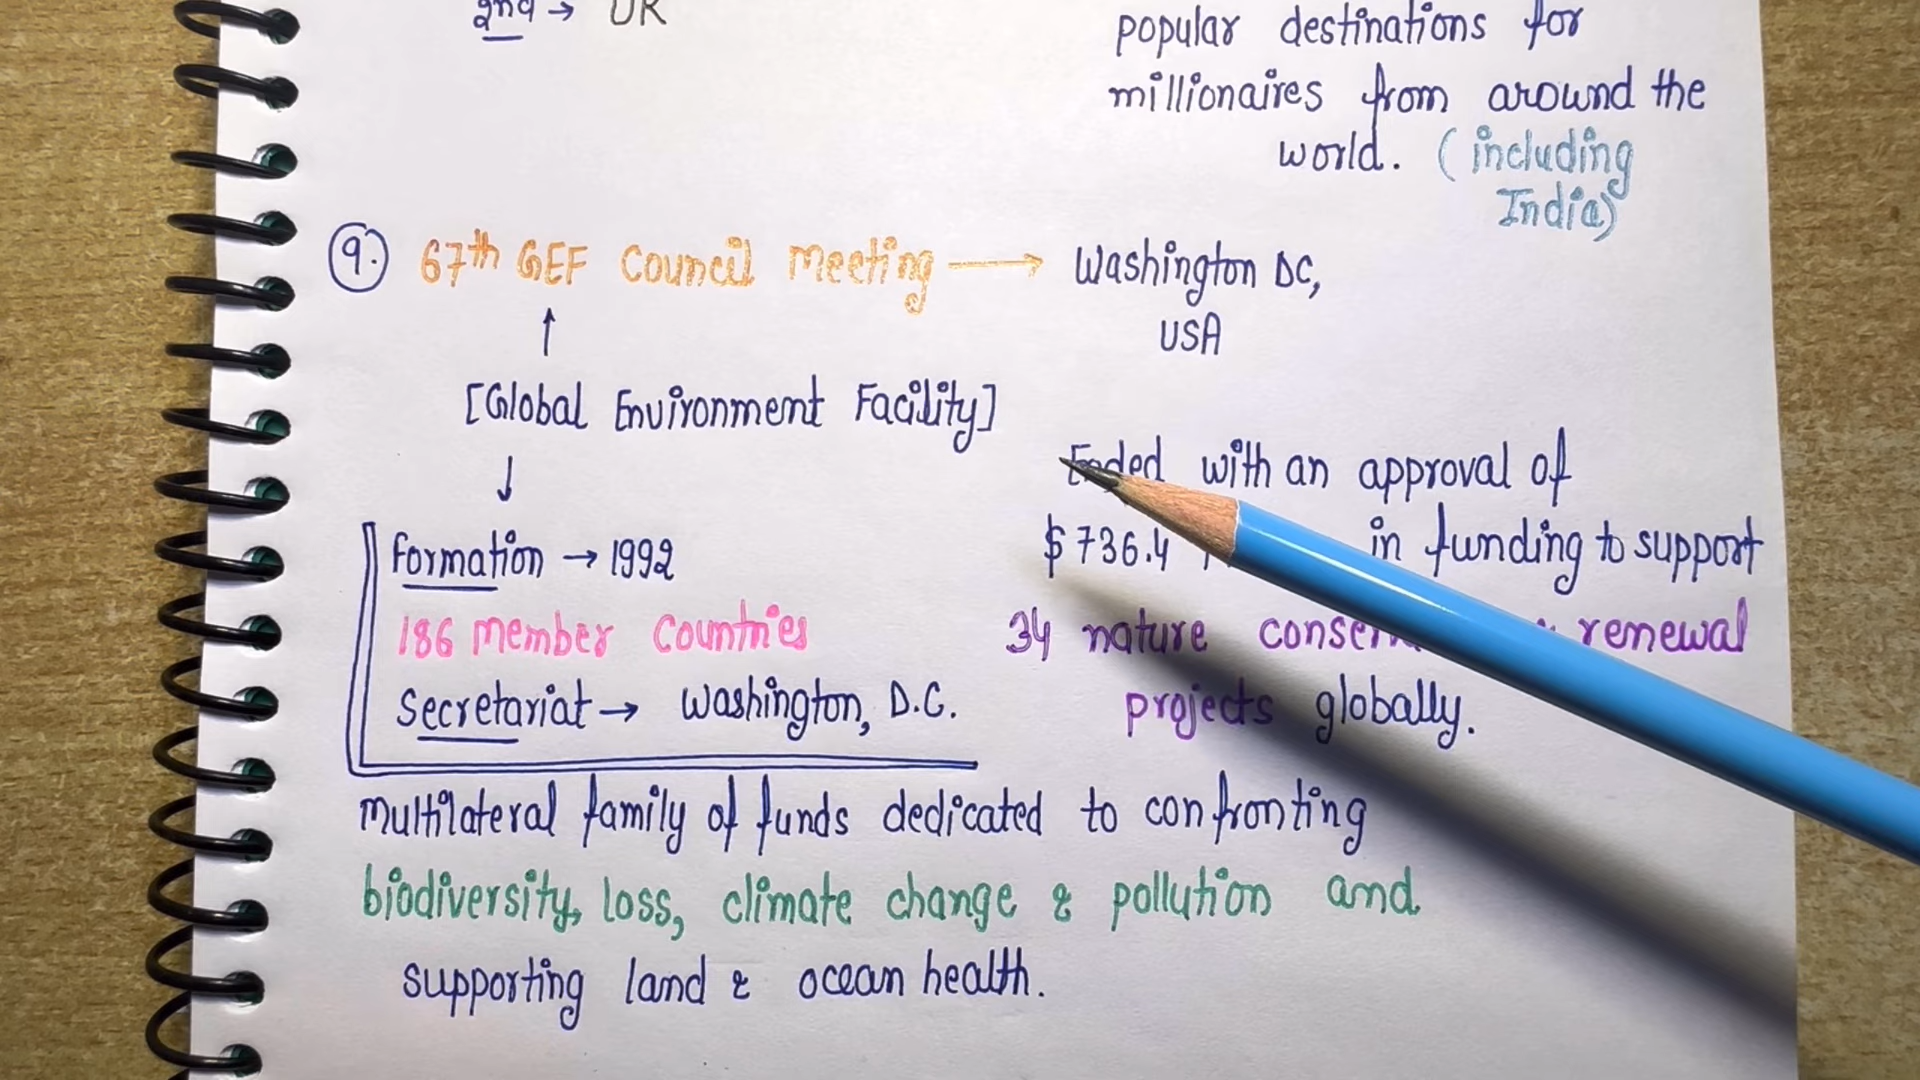 2nd → UK
popular destinations for
millionaires from around the
world. (including
India)
9. 67th GEF Council Meeting → Washington DC,
USA
↑
[Global Environment Facility]
↓
Formation → 1992
186 member Countries
Secretariat → Washington, D.C.
Ended with an approval of
$736.4 in funding to support
34 nature renewal
projects globally.
Multilateral family of funds dedicated to confronting
biodiversity, loss, climate change & pollution and
supporting land & ocean health.